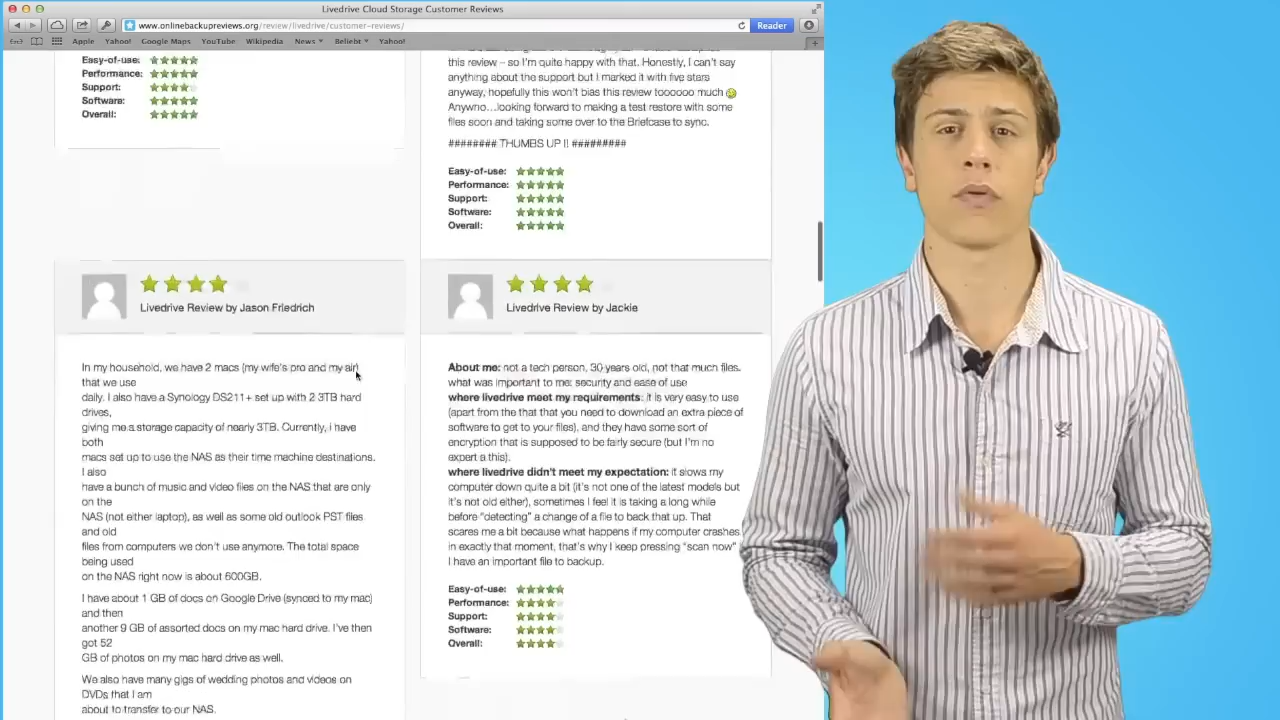 Livedrive Cloud Storage Customer Reviews
www.onlinebackupreviews.org/review/livedrive/customer-reviews/
Reader
Apple Yahoo! Google Maps YouTube Wikipedia News Beliebt Yahoo!
Easy-of-use:
Performance:
Support:
Software:
Overall:
this review – so I'm quite happy with that. Honestly, I can't say
anything about the support but I marked it with five stars
anyway, hopefully this won't bias this review toooooo much
Anywho...looking forward to making a test restore with some
files soon and taking some over to the Briefcase to sync.
######## THUMBS UP !! #########
Easy-of-use:
Performance:
Support:
Software:
Overall:
Livedrive Review by Jason Friedrich
In my household, we have 2 macs (my wife's pro and my air)
that we use
daily. I also have a Synology DS211+ set up with 2 3TB hard
drives,
giving me a storage capacity of nearly 3TB. Currently, i have
both
macs set up to use the NAS as their time machine destinations.
I also
have a bunch of music and video files on the NAS that are only
on the
NAS (not either laptop), as well as some old outlook PST files
and old
files from computers we don't use anymore. The total space
being used
on the NAS right now is about 600GB.
I have about 1 GB of docs on Google Drive (synced to my mac)
and then
another 9 GB of assorted docs on my mac hard drive. I've then
got 52
GB of photos on my mac hard drive as well.
We also have many gigs of wedding photos and videos on
DVDs that I am
about to transfer to our NAS.
Livedrive Review by Jackie
About me: not a tech person, 30 years old, not that much files.
what was important to me: security and ease of use
where livedrive meet my requirements: it is very easy to use
(apart from the that that you need to download an extra piece of
software to get to your files), and they have some sort of
encryption that is supposed to be fairly secure (but I'm no
expert a this).
where livedrive didn't meet my expectation: it slows my
computer down quite a bit (it's not one of the latest models but
it's not old either), sometimes I feel it is taking a long while
before "detecting" a change of a file to back that up. That
scares me a bit because what happens if my computer crashes
in exactly that moment, that's why I keep pressing "scan now"
I have an important file to backup.
Easy-of-use:
Performance:
Support:
Software:
Overall: